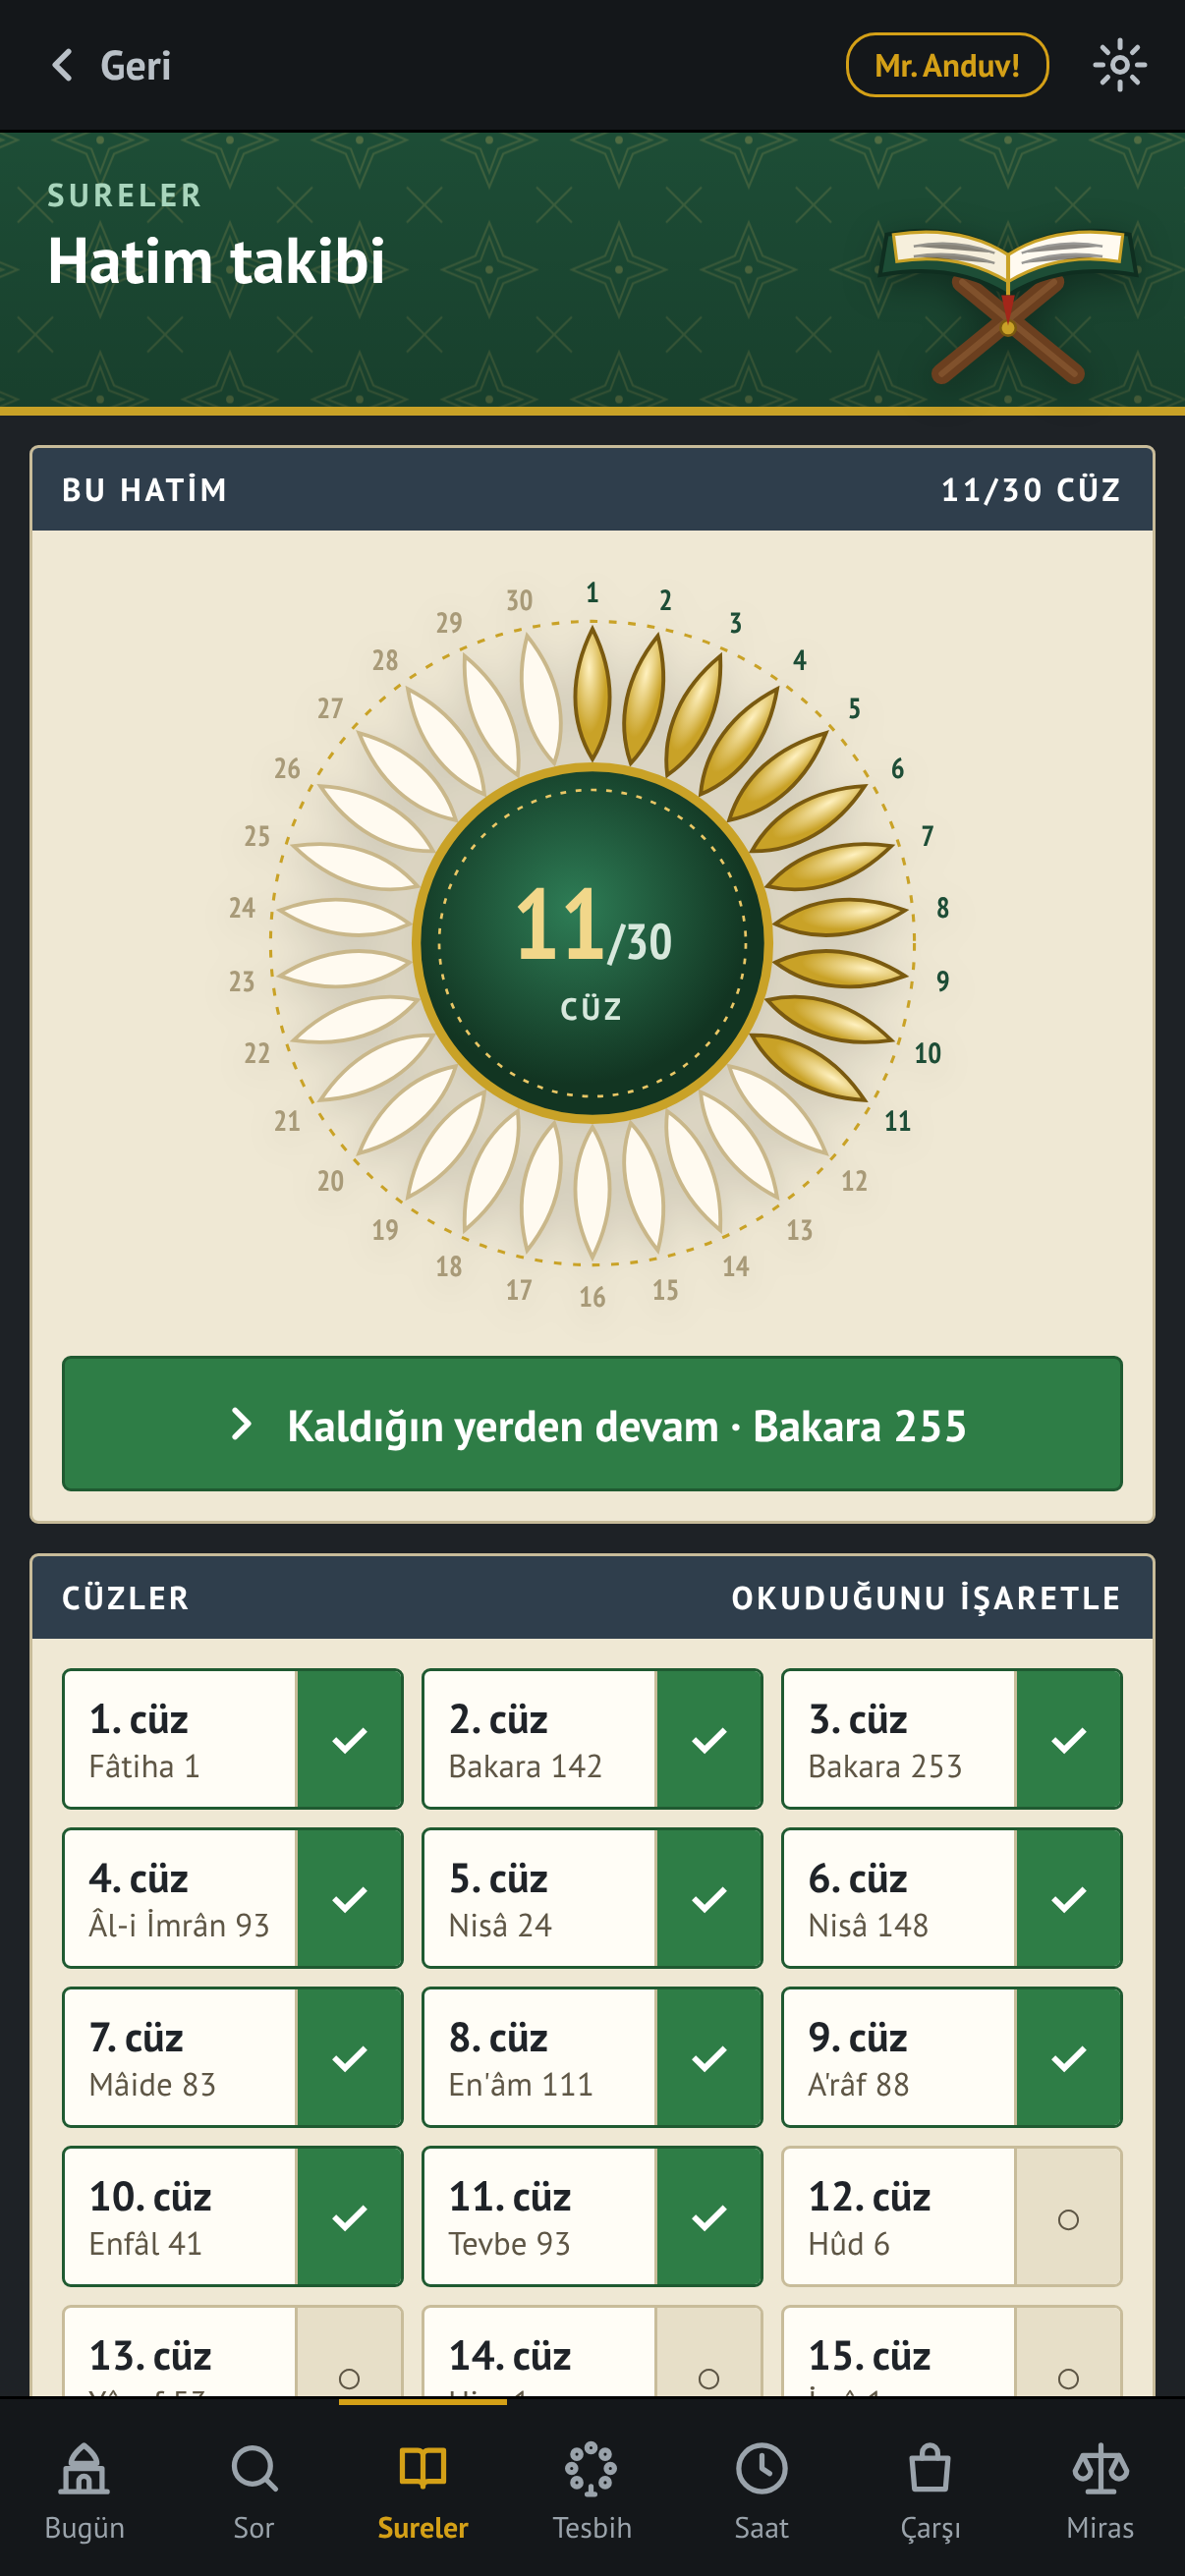 Geri
Mr. Anduv!
SURELER
Hatim takibi
BU HATİM
11/30 CÜZ
1
2
3
4
5
6
7
8
9
10
11
12
13
14
15
16
17
18
19
20
21
22
23
24
25
26
27
28
29
30
11/30
CÜZ
Kaldığın yerden devam · Bakara 255
CÜZLER
OKUDUĞUNU İŞARETLE
1. cüz
Fâtiha 1
2. cüz
Bakara 142
3. cüz
Bakara 253
4. cüz
Âl-i İmrân 93
5. cüz
Nisâ 24
6. cüz
Nisâ 148
7. cüz
Mâide 83
8. cüz
En'âm 111
9. cüz
A'râf 88
10. cüz
Enfâl 41
11. cüz
Tevbe 93
12. cüz
Hûd 6
13. cüz
14. cüz
15. cüz
Bugün
Sor
Sureler
Tesbih
Saat
Çarşı
Miras